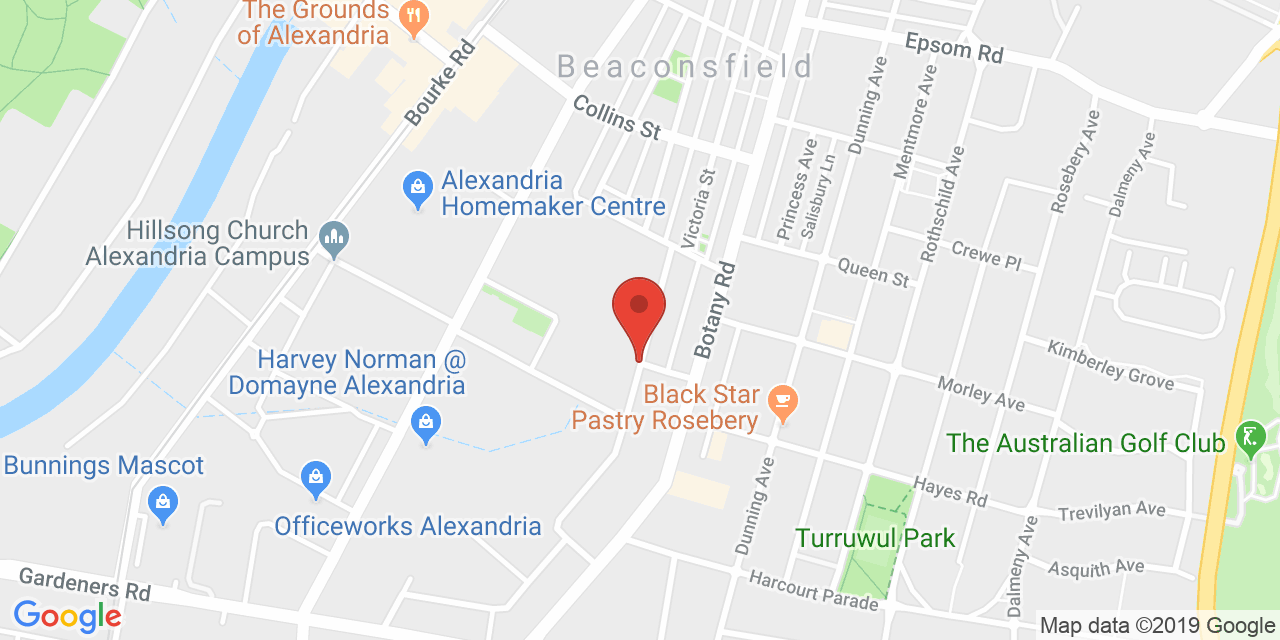 The Grounds
of Alexandria
Bourke Rd
Beaconsfield
Epsom Rd
Collins St
Dunning Ave
Mentmore Ave
Rosebery Ave
Dalmeny Ave
Princess Ave
Salisbury Ln
Rothschild Ave
Victoria St
Alexandria
Homemaker Centre
Hillsong Church
Alexandria Campus
Crewe Pl
Queen St
Botany Rd
Harvey Norman @
Domayne Alexandria
Kimberley Grove
Morley Ave
Black Star
Pastry Rosebery
The Australian Golf Club
Bunnings Mascot
Hayes Rd
Trevilyan Ave
Dunning Ave
Officeworks Alexandria
Turruwul Park
Dalmeny Ave
Asquith Ave
Gardeners Rd
Harcourt Parade
Google
Map data ©2019 Google